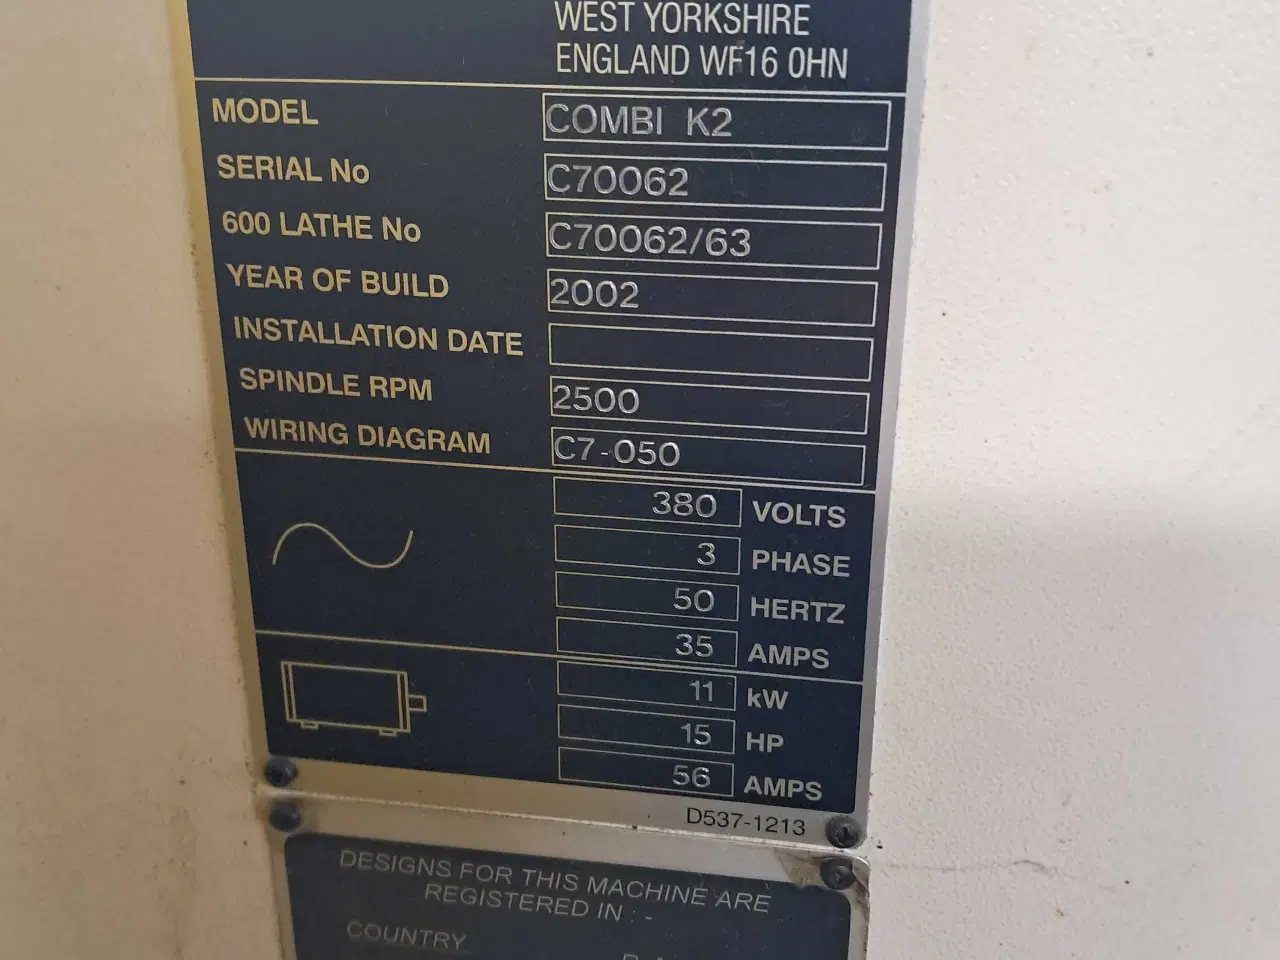 WEST YORKSHIRE
ENGLAND WF16 0HN
MODEL COMBI K2
SERIAL No C70062
600 LATHE No C70062/63
YEAR OF BUILD 2002
INSTALLATION DATE
SPINDLE RPM 2500
WIRING DIAGRAM C7-050
380 VOLTS
3 PHASE
50 HERTZ
35 AMPS
11 kW
15 HP
56 AMPS
D537-1213
DESIGNS FOR THIS MACHINE ARE
REGISTERED IN :-
COUNTRY